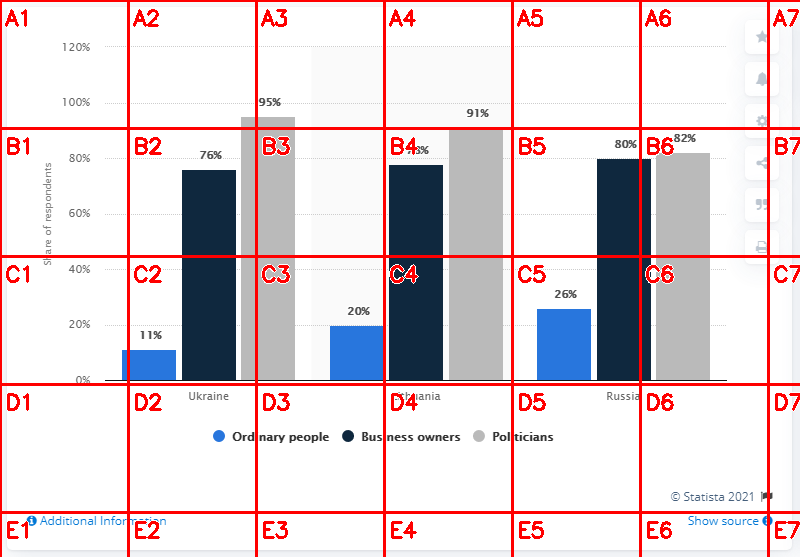 A1 A2 A3 A4 A5 A6 A7
120%
100%
95%
91%
B1 B2 B3 B4 B5 B6 B7
80%
76%
80%
82%
Share of respondents
60%
40%
C1 C2 C3 C4 C5 C6 C7
20%
11%
20%
26%
0%
Ukraine Lithuania Russia
D1 D2 D3 D4 D5 D6 D7
Ordinary people Business owners Politicians
© Statista 2021
Additional Information Show source
E1 E2 E3 E4 E5 E6 E7